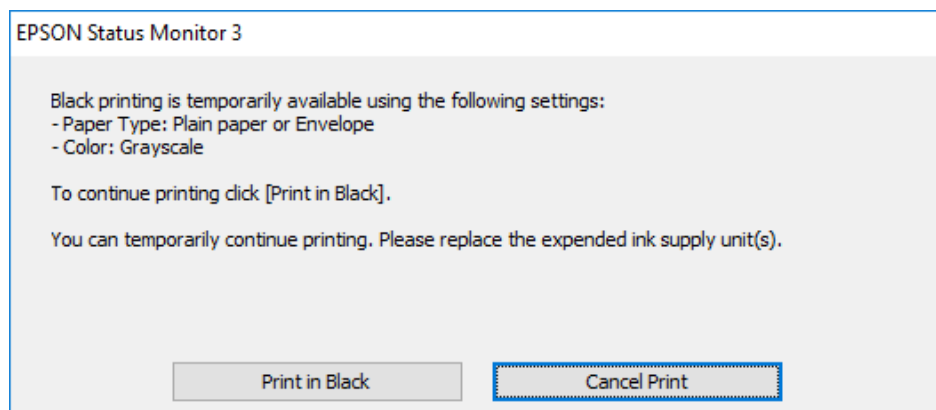 EPSON Status Monitor 3
Black printing is temporarily available using the following settings:
- Paper Type: Plain paper or Envelope
- Color: Grayscale
To continue printing click [Print in Black].
You can temporarily continue printing. Please replace the expended ink supply unit(s).
Print in Black
Cancel Print